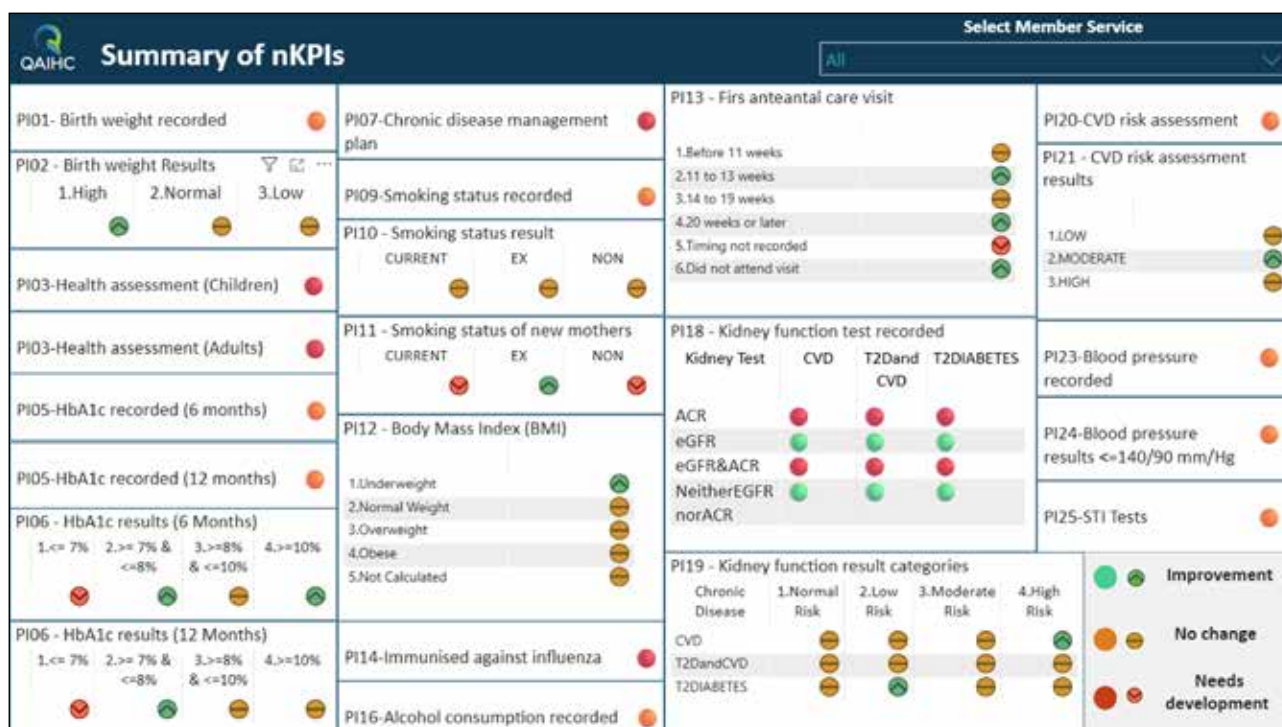 QAIHC
Summary of nKPIs
Select Member Service
All
PI01- Birth weight recorded
PI02 - Birth weight Results
1.High 2.Normal 3.Low
PI03-Health assessment (Children)
PI03-Health assessment (Adults)
PI05-HbA1c recorded (6 months)
PI05-HbA1c recorded (12 months)
PI06 - HbA1c results (6 Months)
1.<= 7% 2.>= 7% & 3.>=8% 4.>=10%
<=8% & <=10%
PI06 - HbA1c results (12 Months)
1.<= 7% 2.>= 7% & 3.>=8% 4.>=10%
<=8% & <=10%
PI07-Chronic disease management
plan
PI09-Smoking status recorded
PI10 - Smoking status result
CURRENT EX NON
PI11 - Smoking status of new mothers
CURRENT EX NON
PI12 - Body Mass Index (BMI)
1.Underweight
2.Normal Weight
3.Overweight
4.Obese
5.Not Calculated
PI14-Immunised against influenza
PI16-Alcohol consumption recorded
PI13 - Firs anteantal care visit
1.Before 11 weeks
2.11 to 13 weeks
3.14 to 19 weeks
4.20 weeks or later
5.Timing not recorded
6.Did not attend visit
PI18 - Kidney function test recorded
Kidney Test CVD T2Dand T2DIABETES
CVD
ACR
eGFR
eGFR&ACR
NeitherEGFR
norACR
PI19 - Kidney function result categories
Chronic 1.Normal 2.Low 3.Moderate 4.High
Disease Risk Risk Risk Risk
CVD
T2DandCVD
T2DIABETES
PI20-CVD risk assessment
PI21 - CVD risk assessment
results
1.LOW
2.MODERATE
3.HIGH
PI23-Blood pressure
recorded
PI24-Blood pressure
results <=140/90 mm/Hg
PI25-STI Tests
Improvement
No change
Needs
development